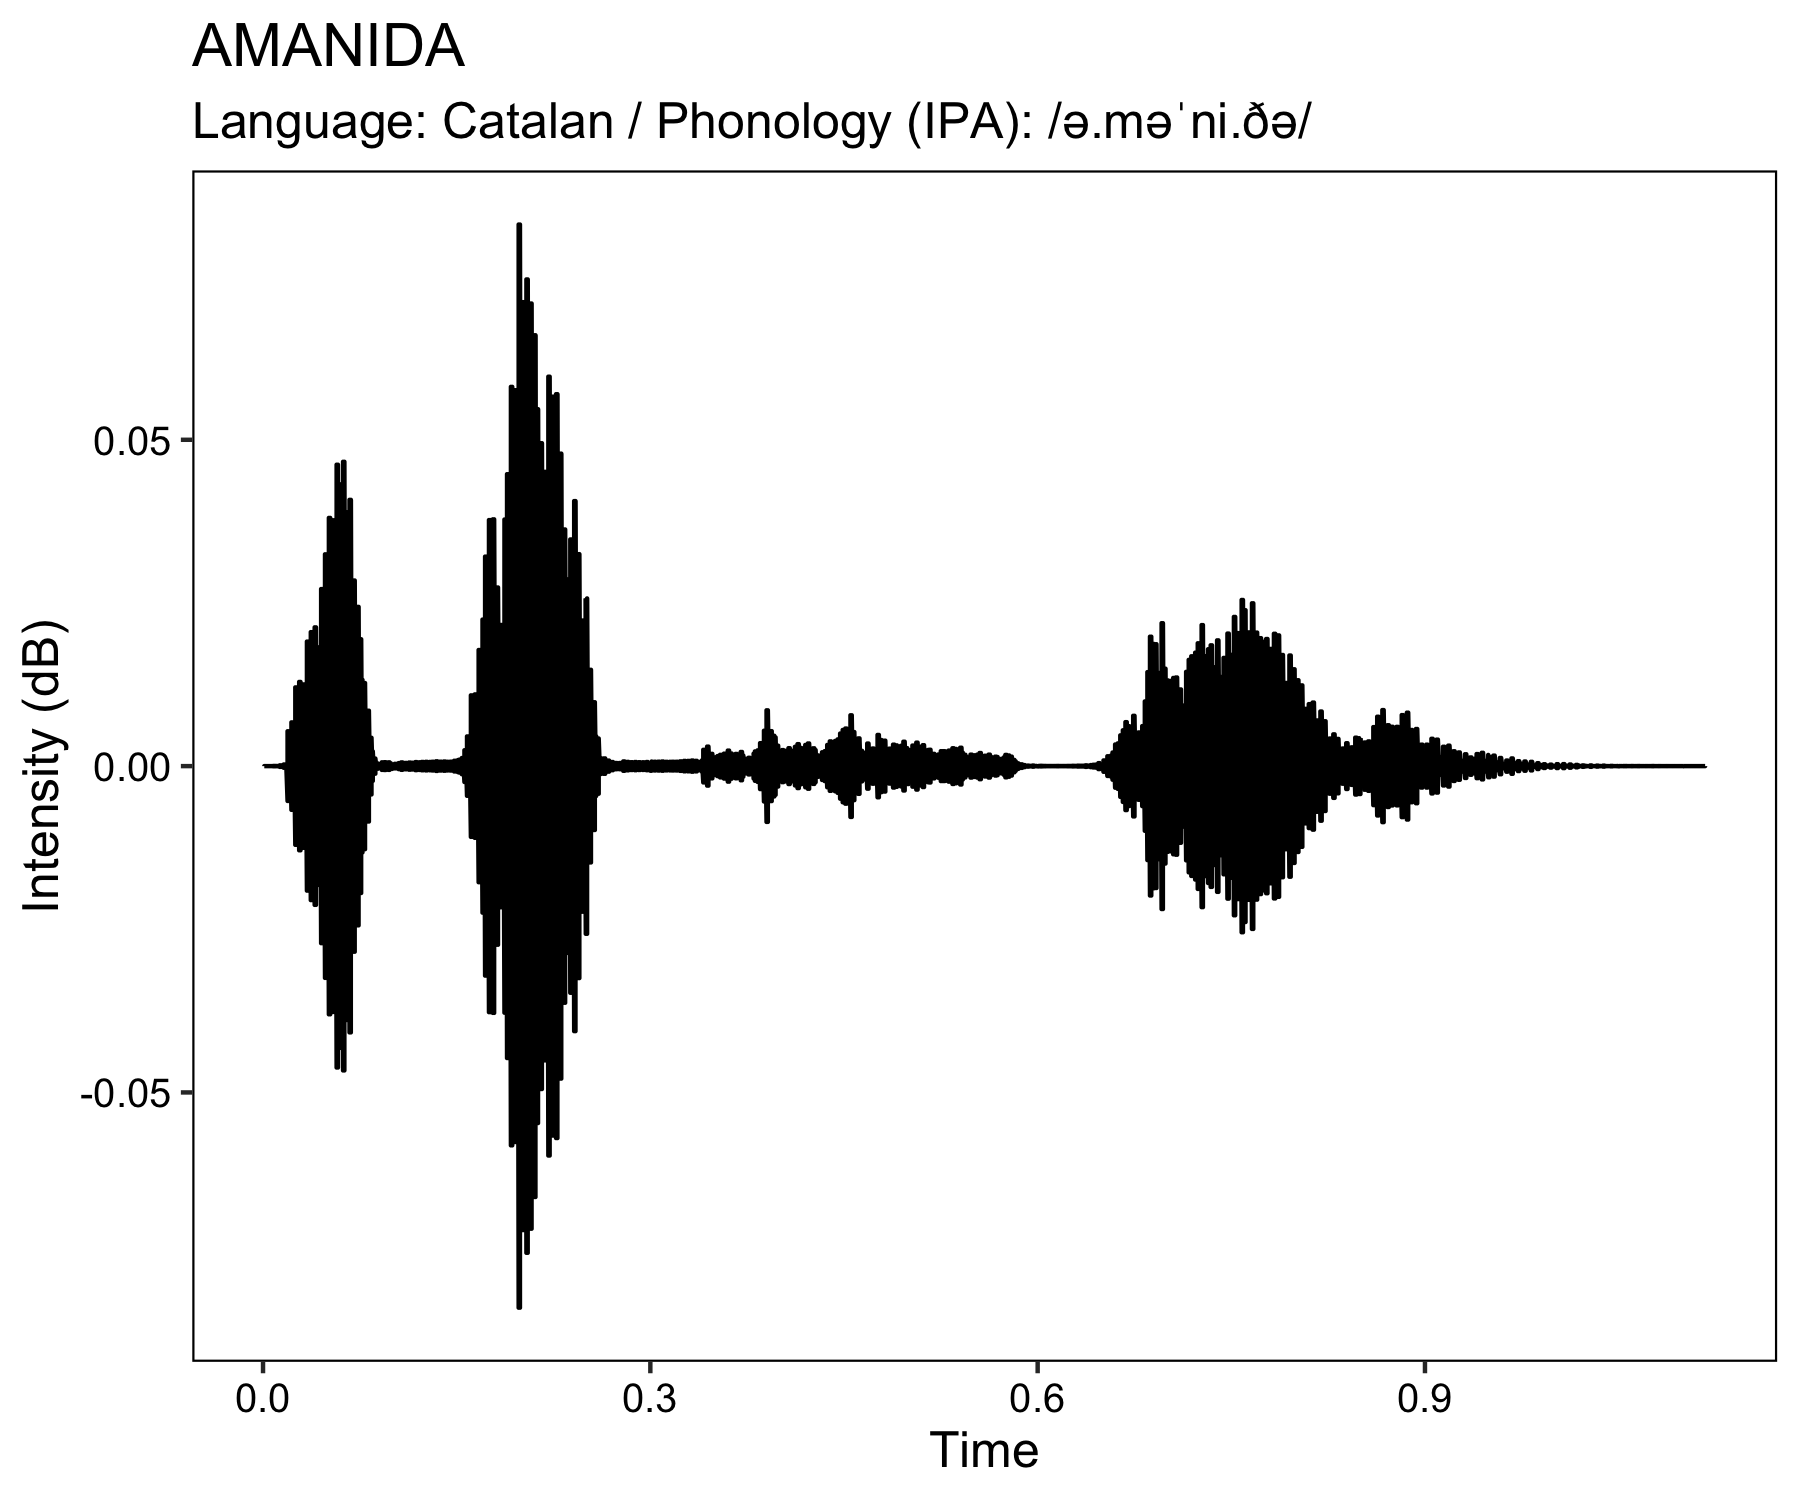 AMANIDA
Language: Catalan / Phonology (IPA): /ə.məˈni.ðə/
Intensity (dB)
0.05
0.00
-0.05
0.0 0.3 0.6 0.9
Time